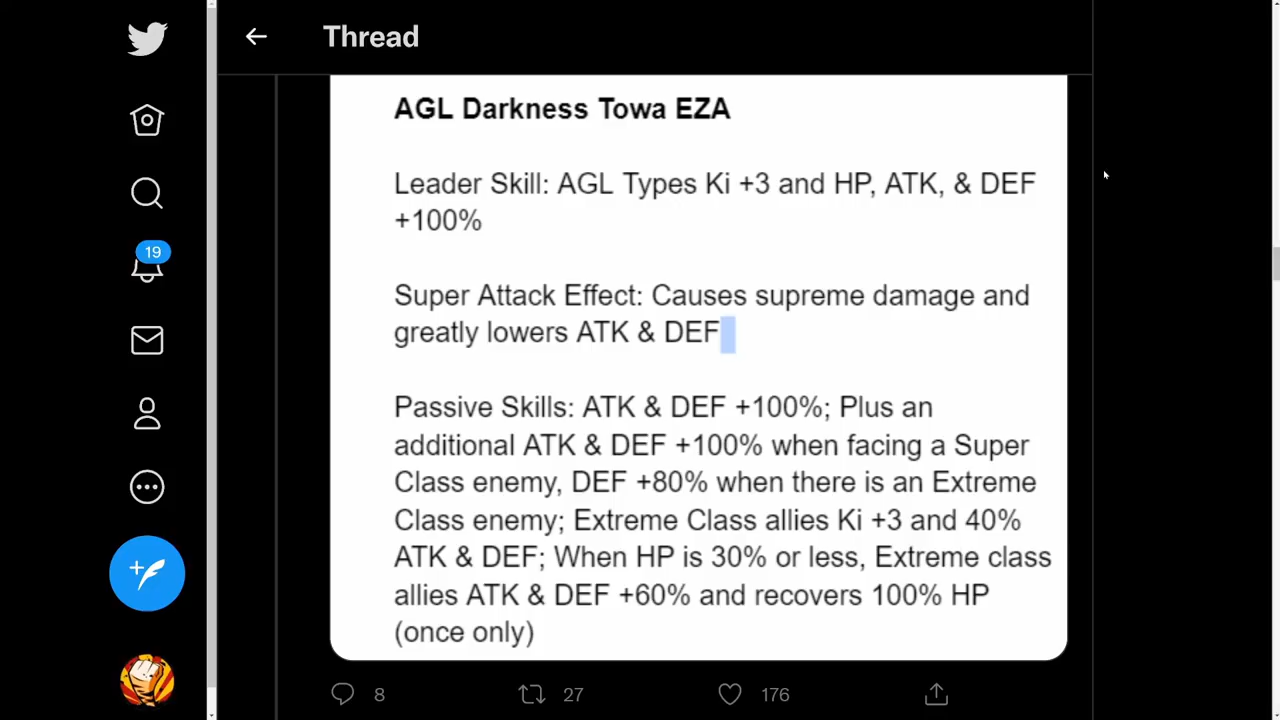 Thread
AGL Darkness Towa EZA
Leader Skill: AGL Types Ki +3 and HP, ATK, & DEF
+100%
19
Super Attack Effect: Causes supreme damage and
greatly lowers ATK & DEF
Passive Skills: ATK & DEF +100%; Plus an
additional ATK & DEF +100% when facing a Super
Class enemy, DEF +80% when there is an Extreme
Class enemy; Extreme Class allies Ki +3 and 40%
ATK & DEF; When HP is 30% or less, Extreme class
allies ATK & DEF +60% and recovers 100% HP
(once only)
8 27 176